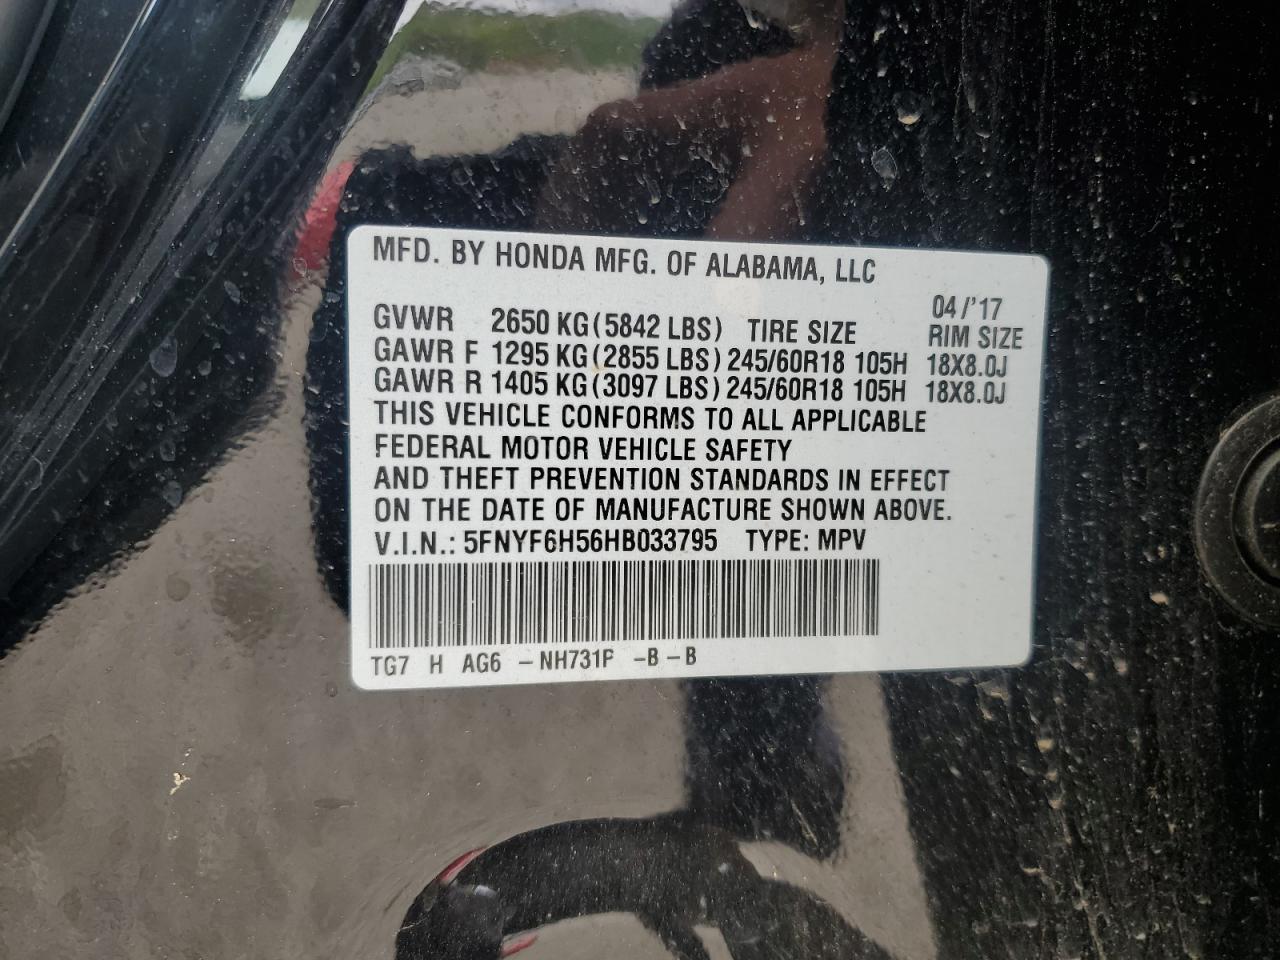 MFD. BY HONDA MFG. OF ALABAMA, LLC
04/'17
GVWR 2650 KG(5842 LBS) TIRE SIZE RIM SIZE
GAWR F 1295 KG(2855 LBS) 245/60R18 105H 18X8.0J
GAWR R 1405 KG(3097 LBS) 245/60R18 105H 18X8.0J
THIS VEHICLE CONFORMS TO ALL APPLICABLE
FEDERAL MOTOR VEHICLE SAFETY
AND THEFT PREVENTION STANDARDS IN EFFECT
ON THE DATE OF MANUFACTURE SHOWN ABOVE.
V.I.N.: 5FNYF6H56HB033795 TYPE: MPV
TG7 H AG6 -NH731P -B-B